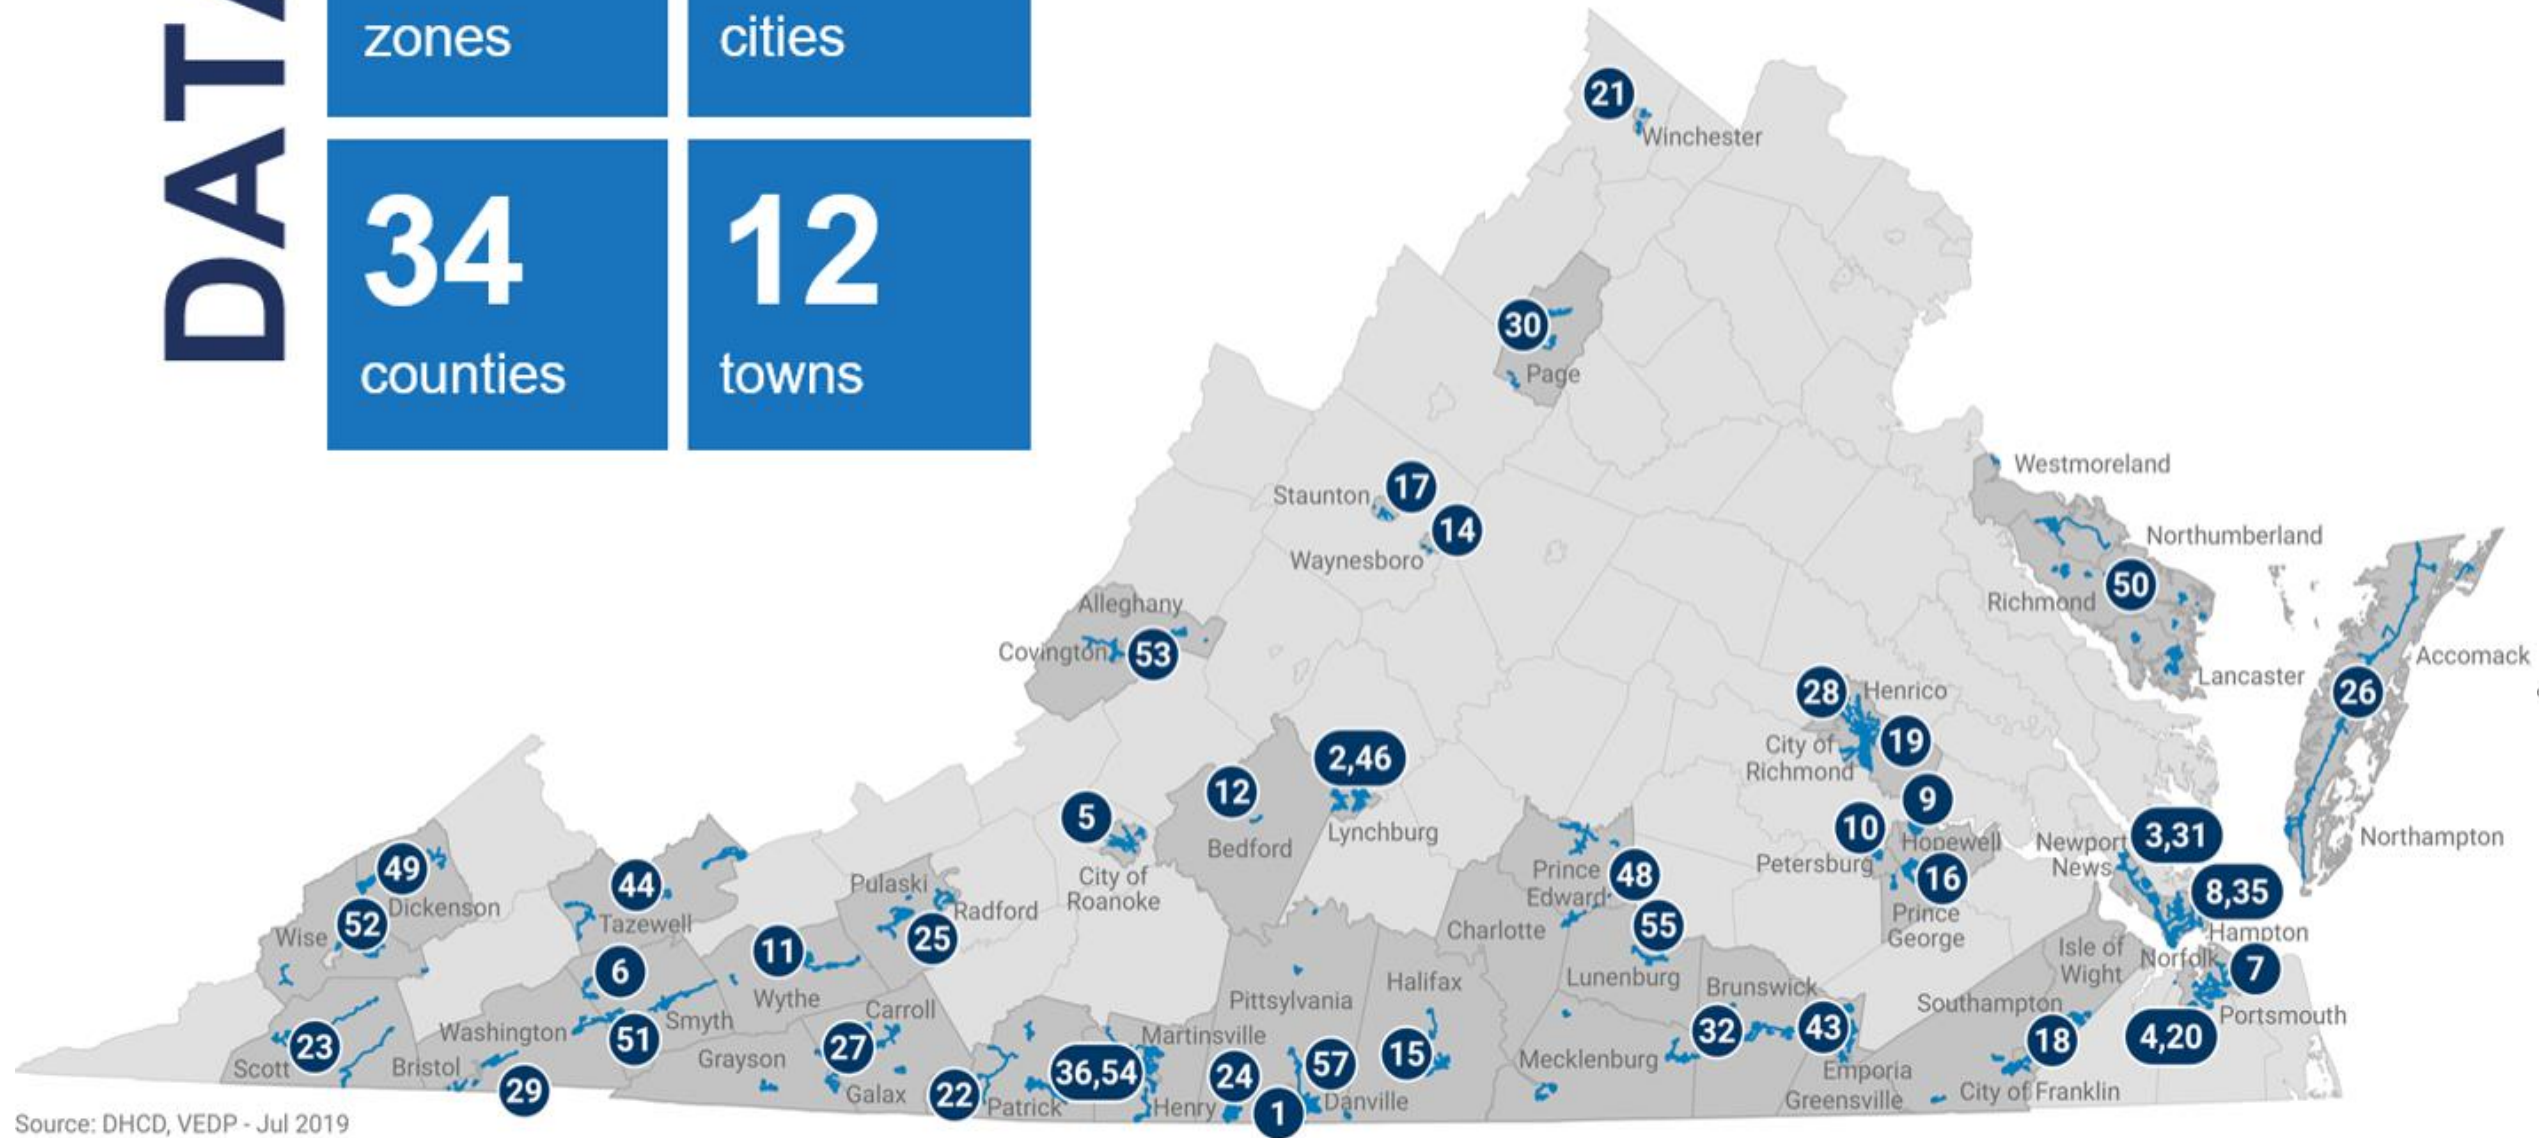 DATA
zones
cities
34
counties
12
towns
21
Winchester
30
Page
Westmoreland
17
Staunton
14
Waynesboro
Northumberland
50
Richmond
Alleghany
Covington
53
Accomack
Lancaster
26
28
Henrico
19
City of
Richmond
2,46
12
5
9
10
3,31
Hopewell
Newport
News
Lynchburg
Northampton
Bedford
Petersburg
49
44
Pulaski
City of
Roanoke
Prince
Edward
48
16
8,35
Dickenson
Radford
Prince
George
52
Tazewell
25
55
Charlotte
Hampton
Wise
11
Isle of
Wight
Norfolk
7
6
Wythe
Lunenburg
Halifax
Brunswick
Pittsylvania
Carroll
Southampton
Portsmouth
Smyth
Washington
51
27
Martinsville
32
43
18
4,20
23
Scott
Bristol
Grayson
36,54
24
57
15
Mecklenburg
Emporia
29
Galax
22
Patrick
Henry
1
Danville
Greensville
City of Franklin
Source: DHCD, VEDP - Jul 2019